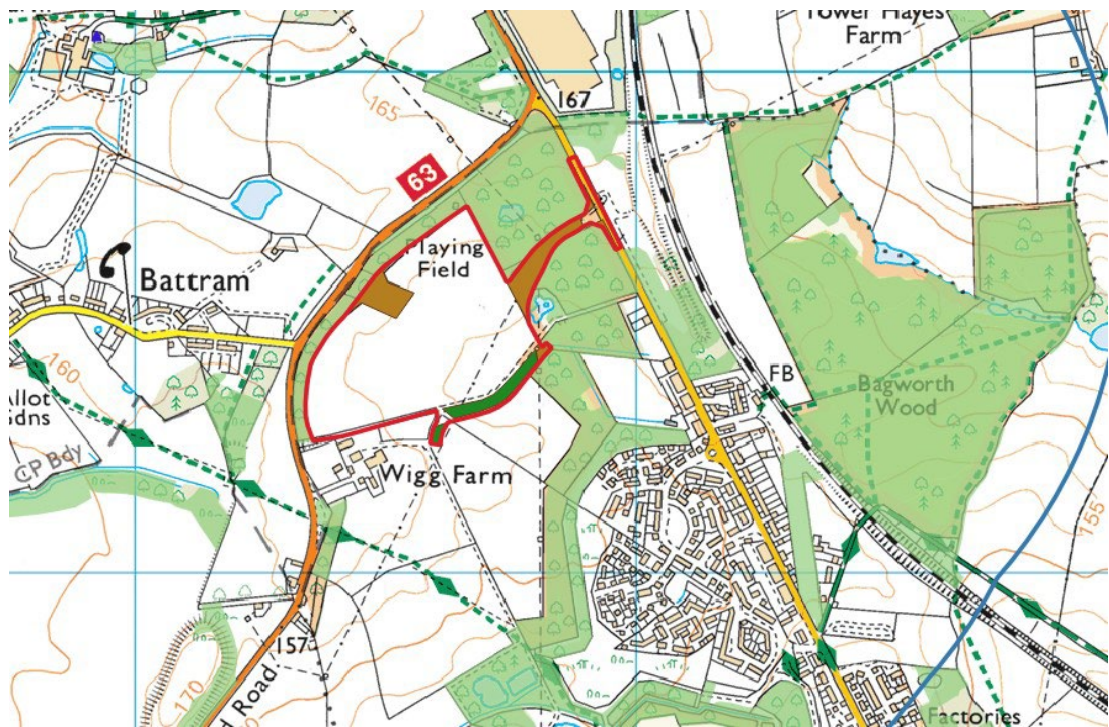 Tower Hayes
Farm
167
165
63
Playing
Field
Battram
160
Allot
Gdns
CP Bdy
FB
Bagworth
Wood
Wigg Farm
155
157
170
Road
Factories